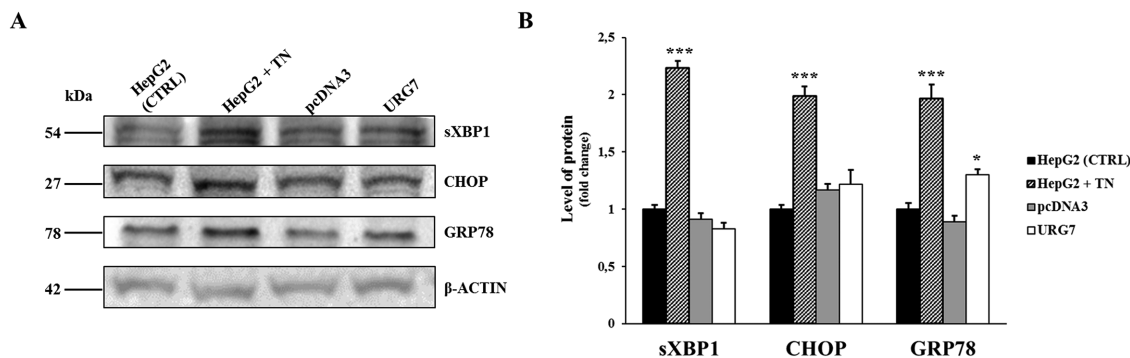 A
HepG2
(CTRL)
HepG2 + TN
pcDNA3
URG7
kDa
54
sXBP1
27
CHOP
78
GRP78
42
β-ACTIN
B
Level of protein
(fold change)
2,5
2
1,5
1
0,5
0
***
***
***
*
sXBP1
CHOP
GRP78
HepG2 (CTRL)
HepG2 + TN
pcDNA3
URG7